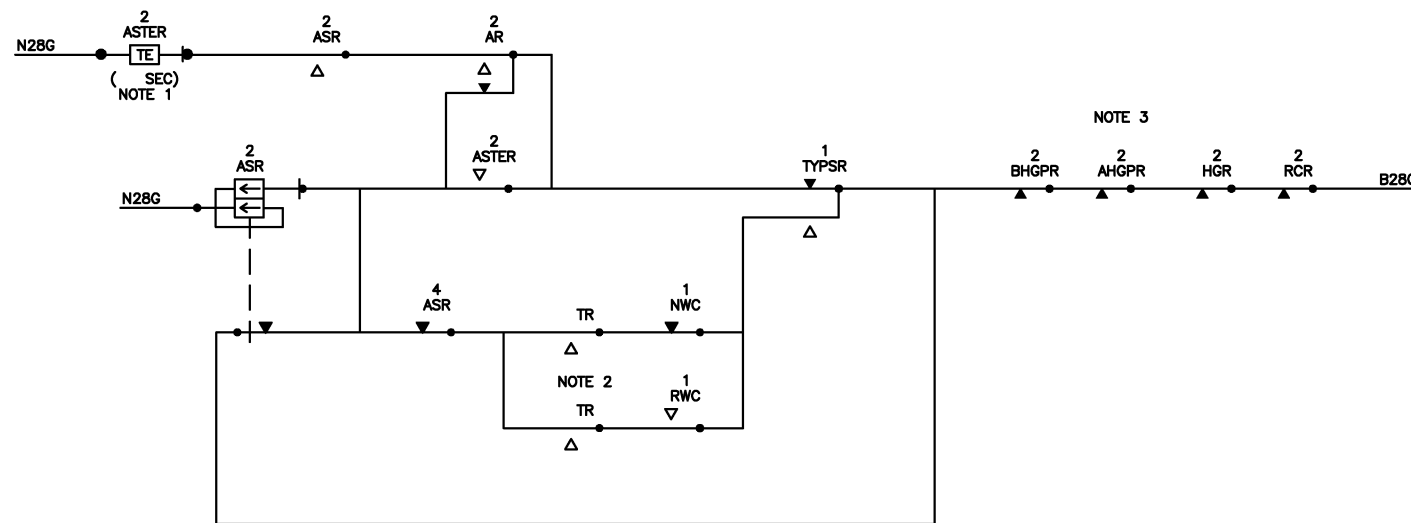 2
ASTER
N28G
TE
( SEC)
NOTE 1
2
ASR
2
AR
2
ASTER
2
ASR
N28G
1
TYPSR
NOTE 3
2
BHGPR
2
AHGPR
2
HGR
2
RCR
B28G
4
ASR
TR
1
NWC
NOTE 2
TR
1
RWC